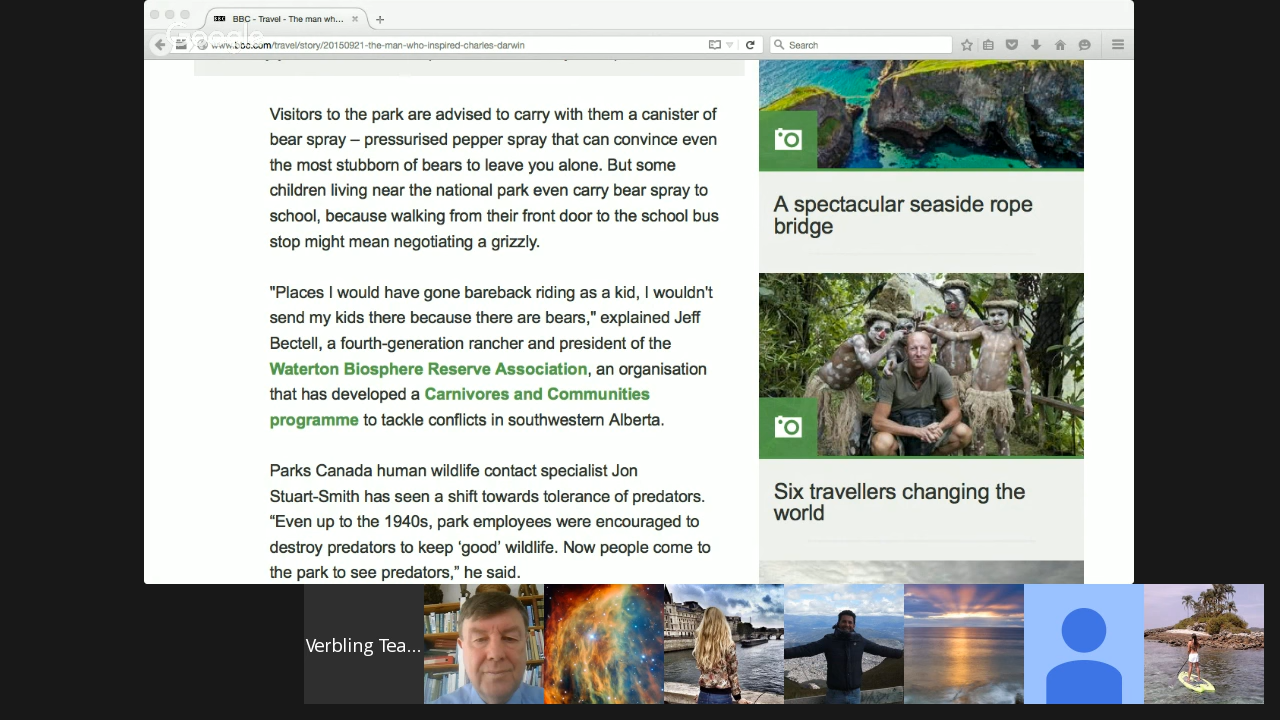 BBC - Travel - The man wh...
Google
www.bbc.com/travel/story/20150921-the-man-who-inspired-charles-darwin
Search
Visitors to the park are advised to carry with them a canister of
bear spray – pressurised pepper spray that can convince even
the most stubborn of bears to leave you alone. But some
children living near the national park even carry bear spray to
school, because walking from their front door to the school bus
stop might mean negotiating a grizzly.
"Places I would have gone bareback riding as a kid, I wouldn't
send my kids there because there are bears," explained Jeff
Bectell, a fourth-generation rancher and president of the
Waterton Biosphere Reserve Association, an organisation
that has developed a Carnivores and Communities
programme to tackle conflicts in southwestern Alberta.
Parks Canada human wildlife contact specialist Jon
Stuart-Smith has seen a shift towards tolerance of predators.
“Even up to the 1940s, park employees were encouraged to
destroy predators to keep ‘good’ wildlife. Now people come to
the park to see predators,” he said.
A spectacular seaside rope
bridge
Six travellers changing the
world
Verbling Tea...